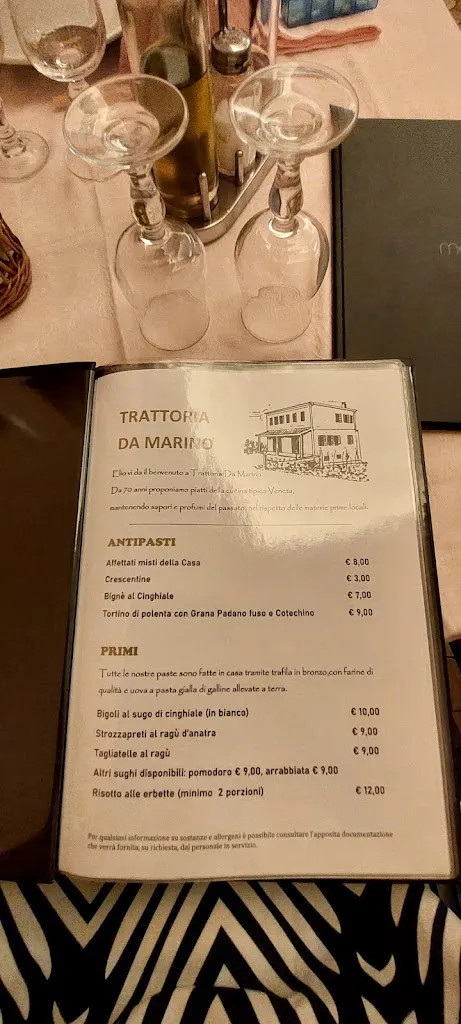 TRATTORIA
DA MARINO
Elio vi da il benvenuto a Trattoria Da Marino.
Da 70 anni proponiamo piatti della cucina tipica Veneta,
mantenendo sapori e profumi del passato, nel rispetto delle materie prime locali.
ANTIPASTI
Affettati misti della Casa € 8,00
Crescentine € 3,00
Bignè al Cinghiale € 7,00
Tortino di polenta con Grana Padano fuso e Cotechino € 9,00
PRIMI
Tutte le nostre paste sono fatte in casa tramite trafila in bronzo,con farine di
qualità e uova a pasta gialla di galline allevate a terra.
Bigoli al sugo di cinghiale (in bianco) € 10,00
Strozzapreti al ragù d'anatra € 9,00
Tagliatelle al ragù € 9,00
Altri sughi disponibili: pomodoro € 9,00, arrabbiata € 9,00
Risotto alle erbette (minimo 2 porzioni) € 12,00
Per qualsiasi informazione su sostanze e allergeni è possibile consultare l'apposita documentazione
che verrà fornita, su richiesta, dal personale in servizio.